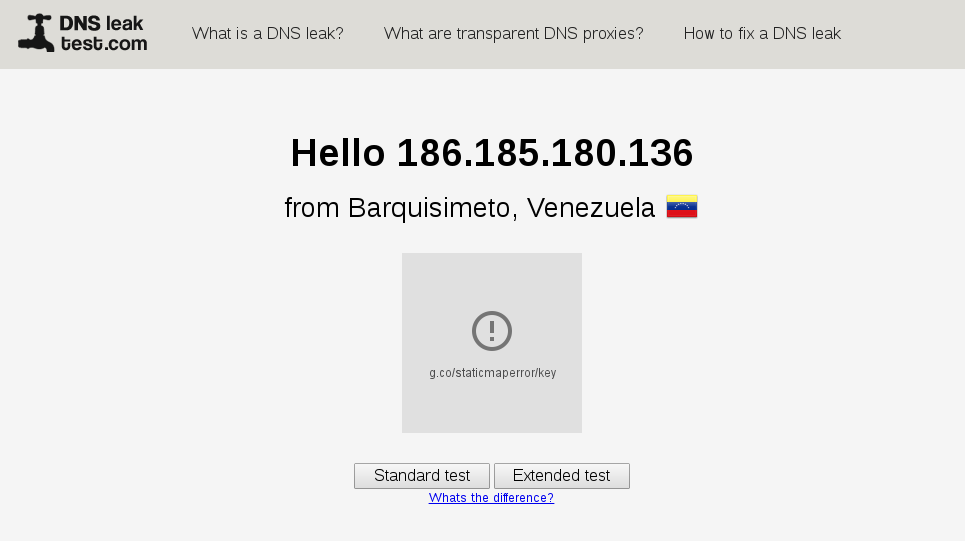 DNS leak
test.com
What is a DNS leak?
What are transparent DNS proxies?
How to fix a DNS leak
Hello 186.185.180.136
from Barquisimeto, Venezuela
g.co/staticmaperror/key
Standard test
Extended test
Whats the difference?